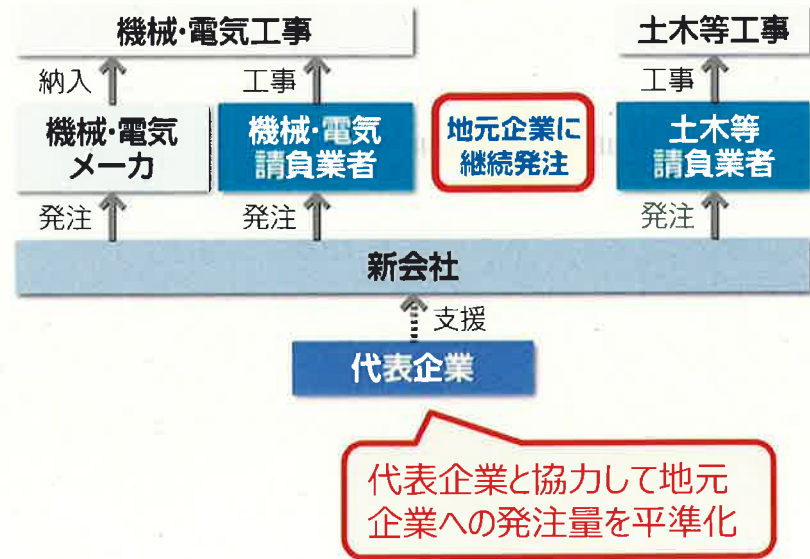 機械・電気工事
土木等工事
納入
工事
工事
機械・電気
メーカ
機械・電気
請負業者
地元企業に
継続発注
土木等
請負業者
発注
発注
発注
新会社
支援
代表企業
代表企業と協力して地元
企業への発注量を平準化